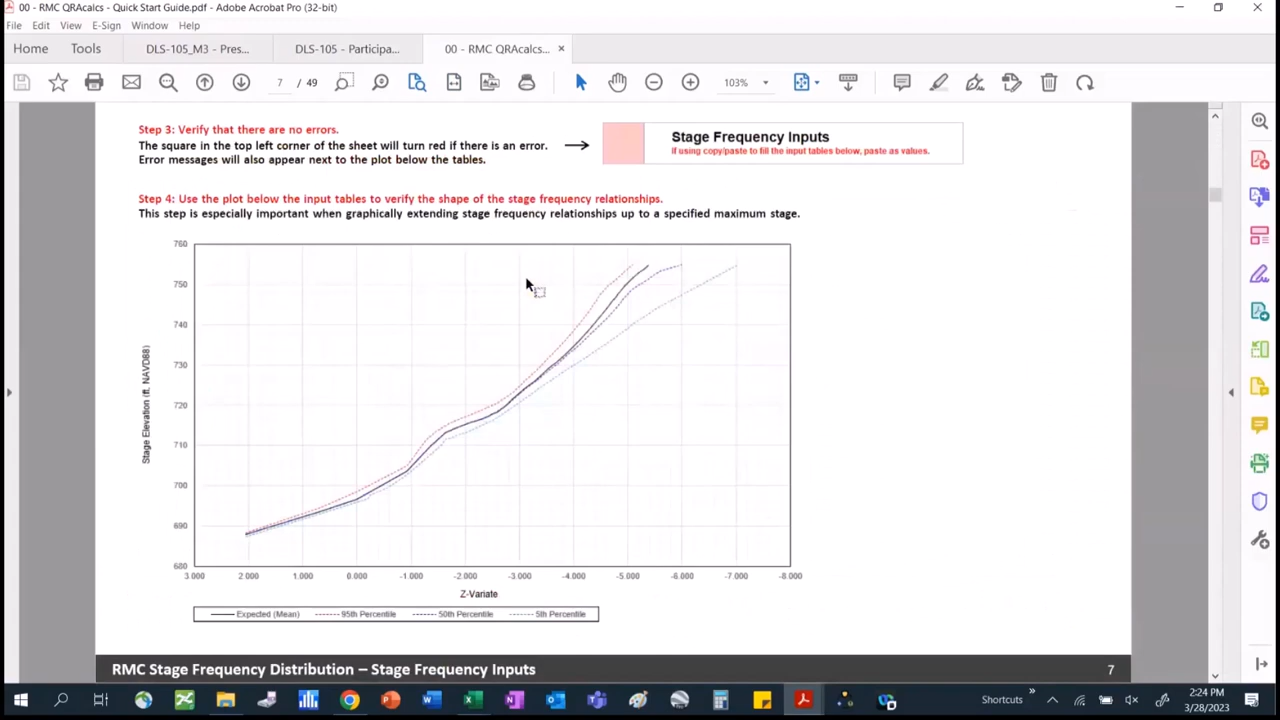 00 - RMC QRAcalcs - Quick Start Guide.pdf - Adobe Acrobat Pro (32-bit)
File Edit View E-Sign Window Help
Home Tools DLS-105_M3 - Pres... DLS-105 - Participa... 00 - RMC QRAcalcs... ×
7 / 49 103%
Step 3: Verify that there are no errors.
The square in the top left corner of the sheet will turn red if there is an error.
Error messages will also appear next to the plot below the tables.
Stage Frequency Inputs
If using copy/paste to fill the input tables below, paste as values.
Step 4: Use the plot below the input tables to verify the shape of the stage frequency relationships.
This step is especially important when graphically extending stage frequency relationships up to a specified maximum stage.
760
750
740
730
720
710
700
690
680
Stage Elevation (ft. NAVD88)
3.000 2.000 1.000 0.000 -1.000 -2.000 -3.000 -4.000 -5.000 -6.000 -7.000 -8.000
Z-Variate
Expected (Mean) 95th Percentile 50th Percentile 5th Percentile
RMC Stage Frequency Distribution – Stage Frequency Inputs 7
Shortcuts
2:24 PM
3/28/2023